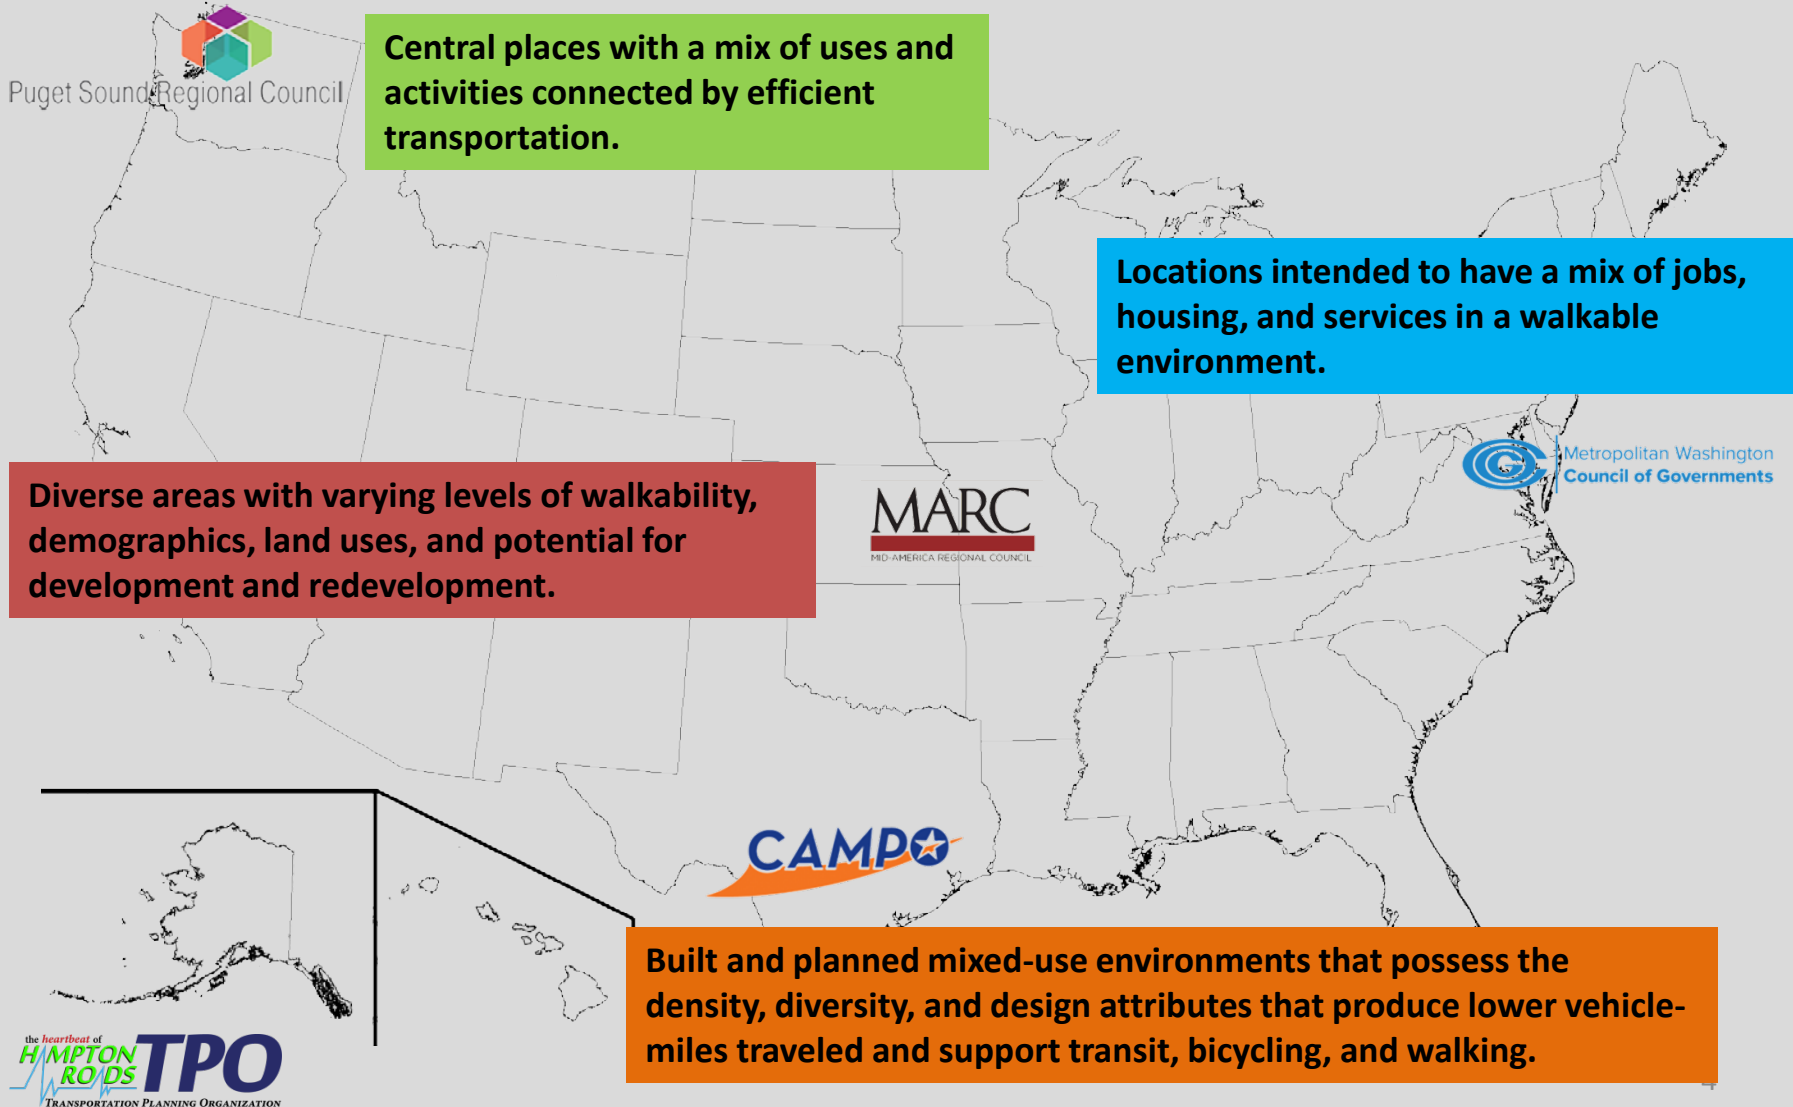 Puget Sound Regional Council
Central places with a mix of uses and
activities connected by efficient
transportation.
Locations intended to have a mix of jobs,
housing, and services in a walkable
environment.
Metropolitan Washington
Council of Governments
Diverse areas with varying levels of walkability,
demographics, land uses, and potential for
development and redevelopment.
MARC
MID-AMERICA REGIONAL COUNCIL
CAMPO
Built and planned mixed-use environments that possess the
density, diversity, and design attributes that produce lower vehicle-
miles traveled and support transit, bicycling, and walking.
4
the heartbeat of
HAMPTON
ROADS
TPO
TRANSPORTATION PLANNING ORGANIZATION